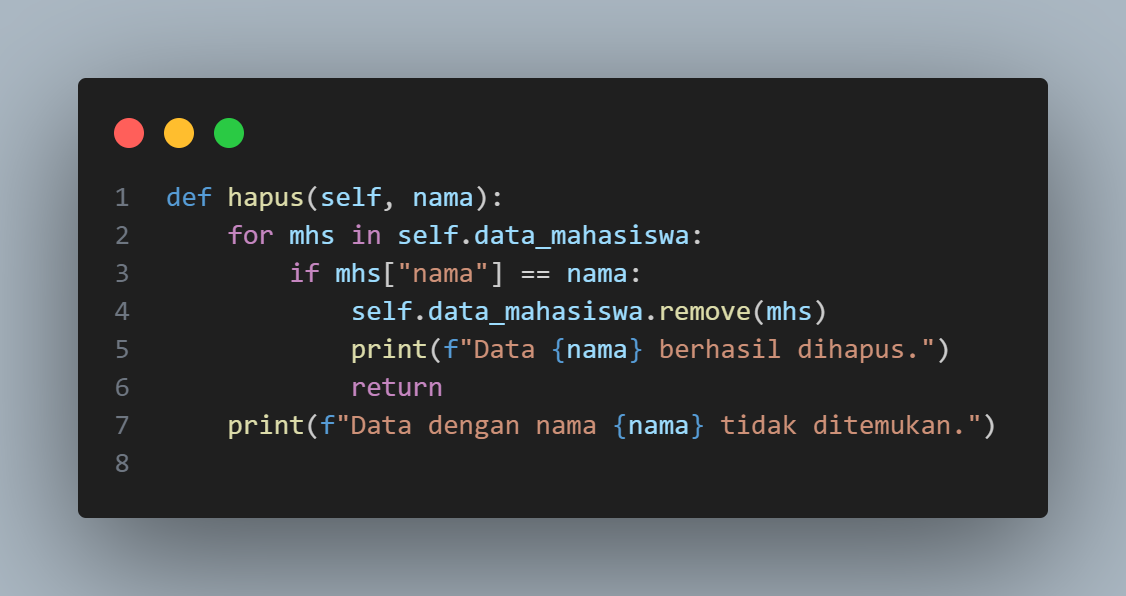 1 def hapus(self, nama):
2     for mhs in self.data_mahasiswa:
3         if mhs["nama"] == nama:
4             self.data_mahasiswa.remove(mhs)
5             print(f"Data {nama} berhasil dihapus.")
6             return
7     print(f"Data dengan nama {nama} tidak ditemukan.")
8